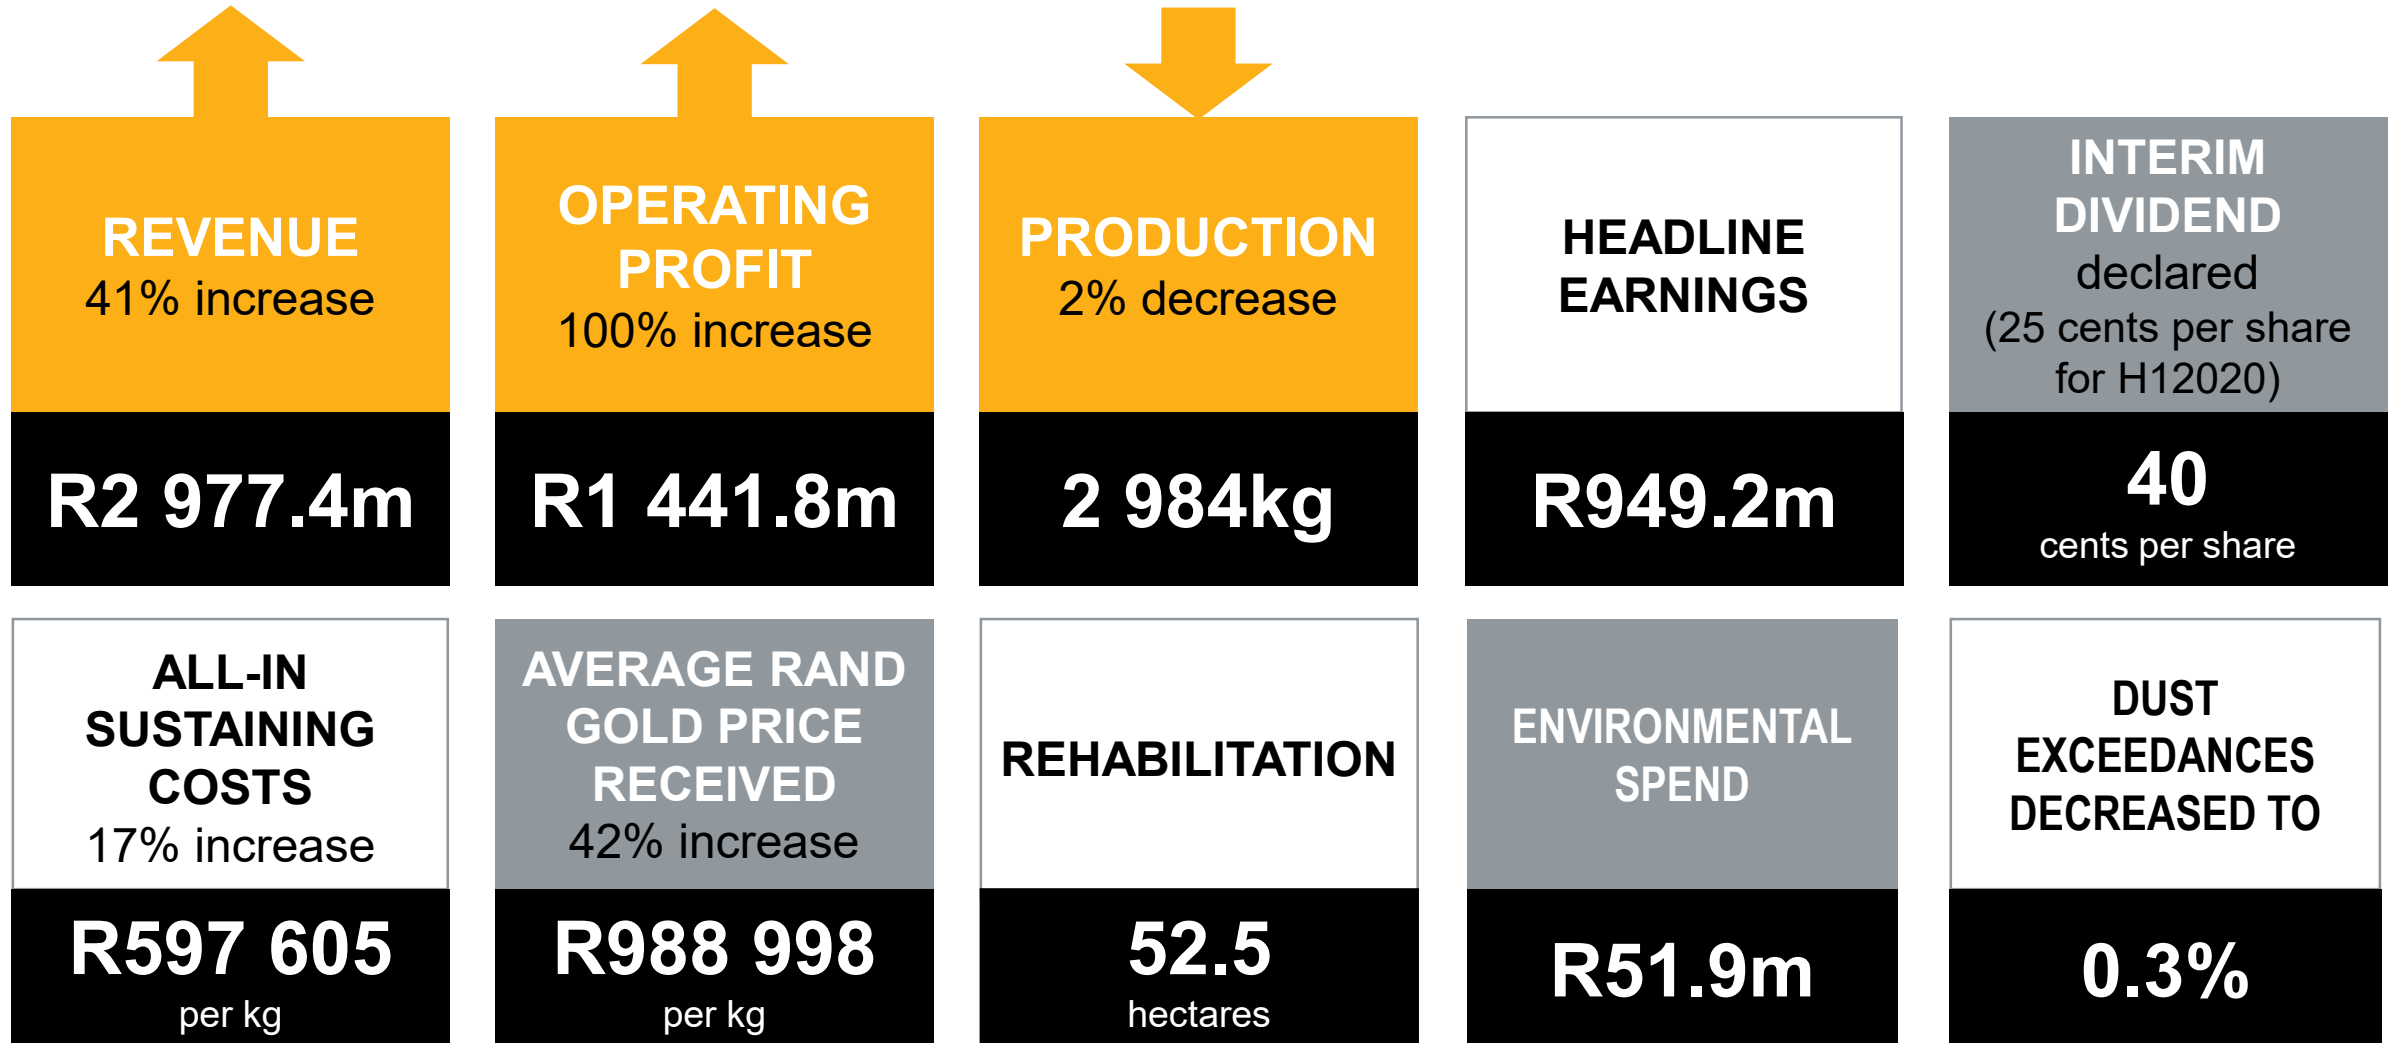 REVENUE
41% increase
R2 977.4m
OPERATING
PROFIT
100% increase
R1 441.8m
PRODUCTION
2% decrease
2 984kg
HEADLINE
EARNINGS
R949.2m
INTERIM
DIVIDEND
declared
(25 cents per share
for H12020)
40
cents per share
ALL-IN
SUSTAINING
COSTS
17% increase
R597 605
per kg
AVERAGE RAND
GOLD PRICE
RECEIVED
42% increase
R988 998
per kg
REHABILITATION
52.5
hectares
ENVIRONMENTAL
SPEND
R51.9m
DUST
EXCEEDANCES
DECREASED TO
0.3%